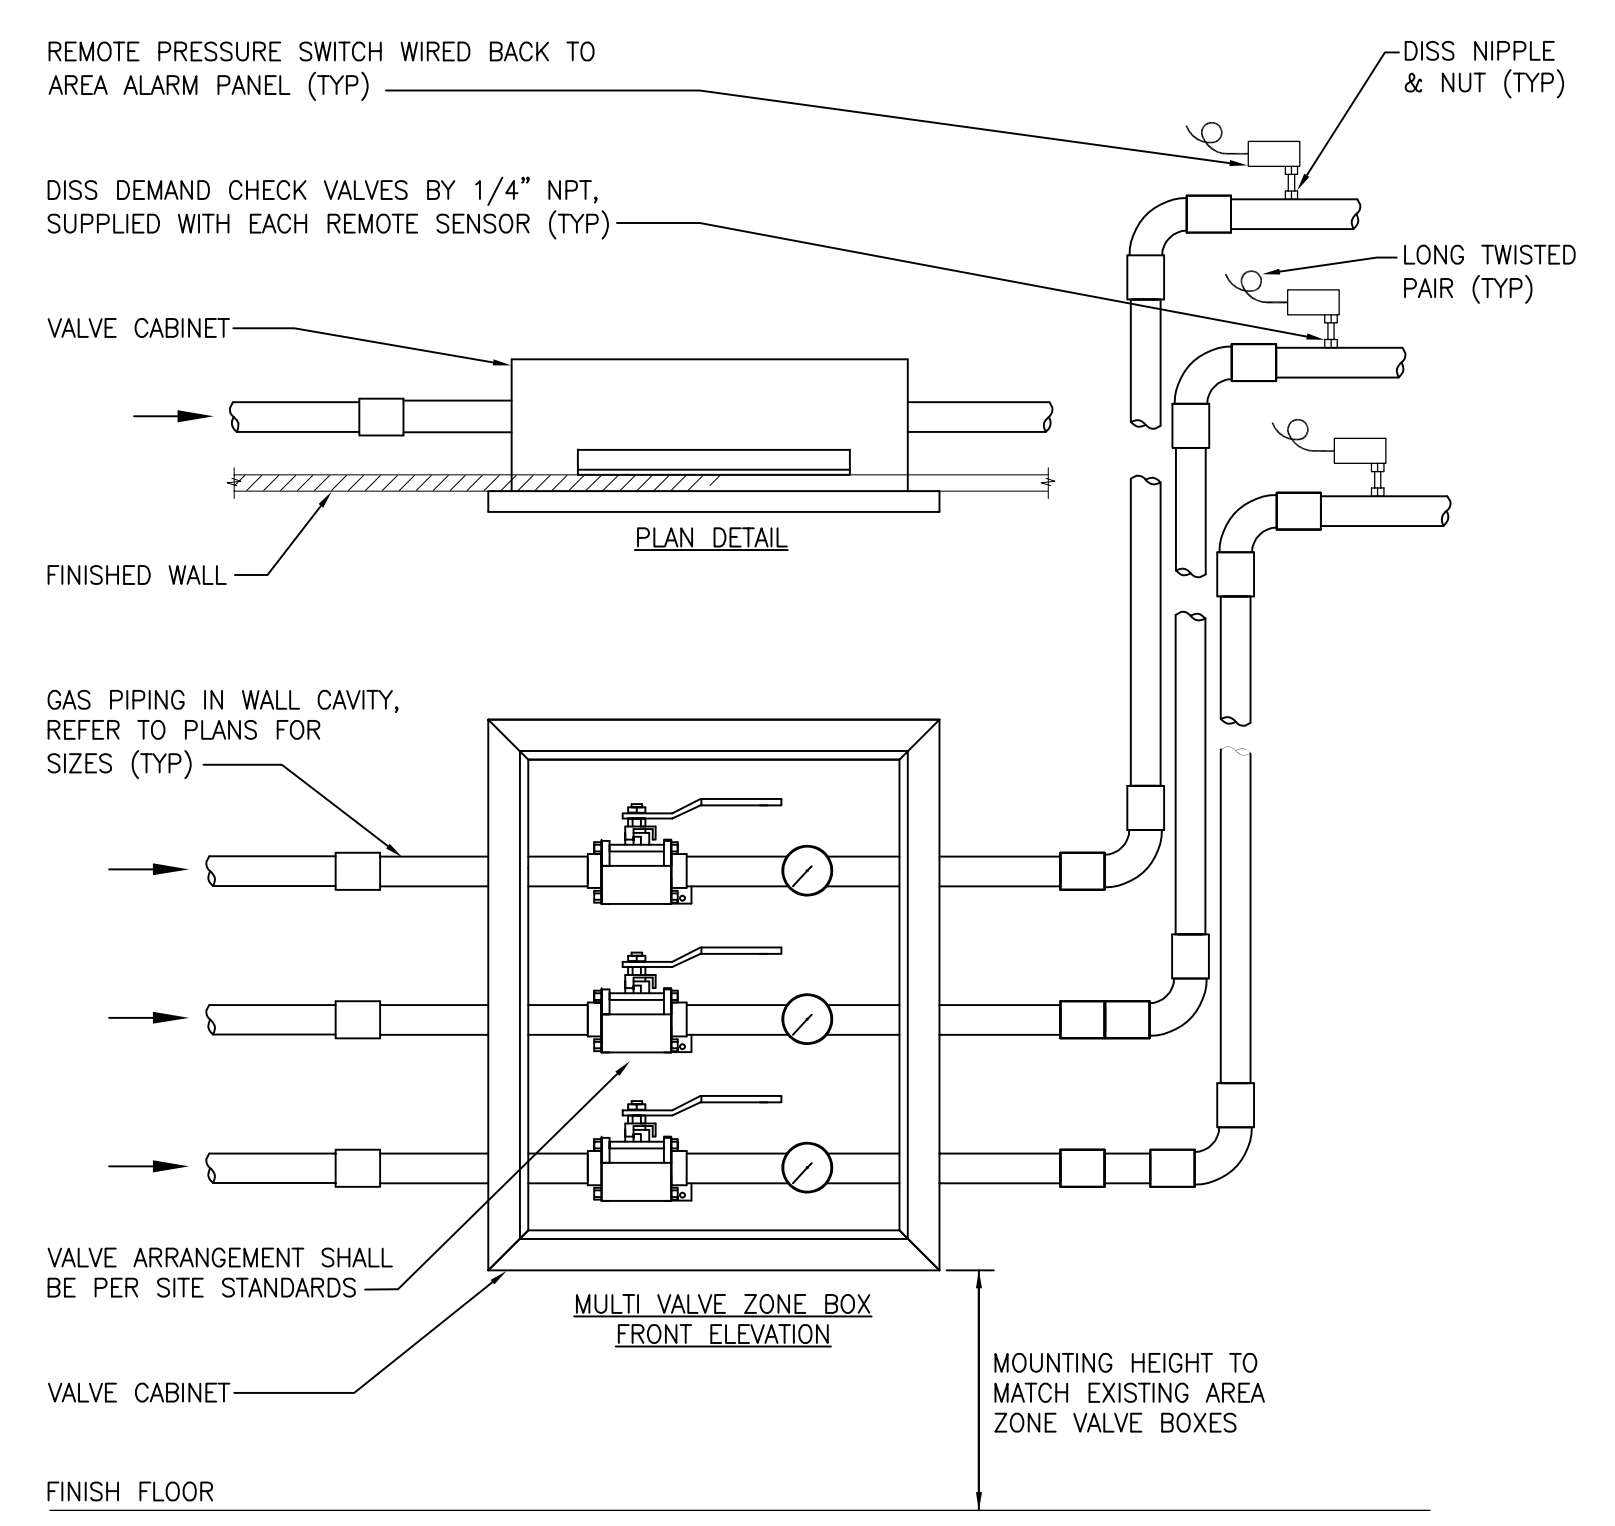 REMOTE PRESSURE SWITCH WIRED BACK TO
AREA ALARM PANEL (TYP)
DISS NIPPLE
& NUT (TYP)
DISS DEMAND CHECK VALVES BY 1/4" NPT,
SUPPLIED WITH EACH REMOTE SENSOR (TYP)
LONG TWISTED
PAIR (TYP)
VALVE CABINET
PLAN DETAIL
FINISHED WALL
GAS PIPING IN WALL CAVITY,
REFER TO PLANS FOR
SIZES (TYP)
VALVE ARRANGEMENT SHALL
BE PER SITE STANDARDS
MULTI VALVE ZONE BOX
FRONT ELEVATION
VALVE CABINET
MOUNTING HEIGHT TO
MATCH EXISTING AREA
ZONE VALVE BOXES
FINISH FLOOR